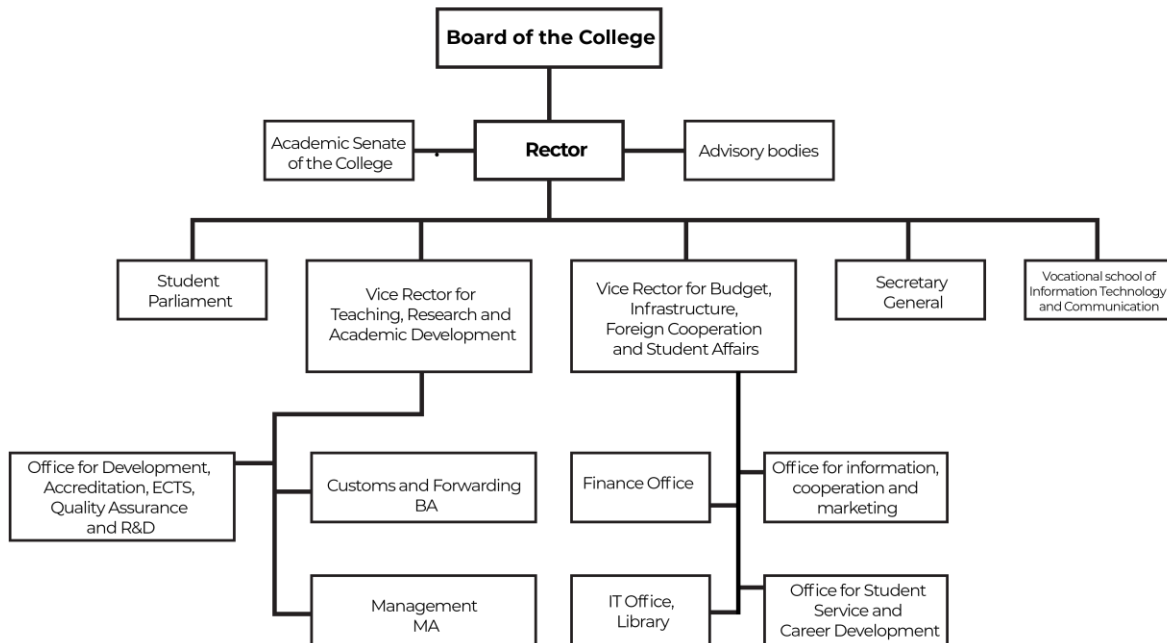 Board of the College
Academic Senate
of the College
Rector
Advisory bodies
Student
Parliament
Vice Rector for
Teaching, Research and
Academic Development
Vice Rector for Budget,
Infrastructure,
Foreign Cooperation
and Student Affairs
Secretary
General
Vocational school of
Information Technology
and Communication
Office for Development,
Accreditation, ECTS,
Quality Assurance
and R&D
Customs and Forwarding
BA
Finance Office
Office for information,
cooperation and
marketing
Management
MA
IT Office,
Library
Office for Student
Service and
Career Development